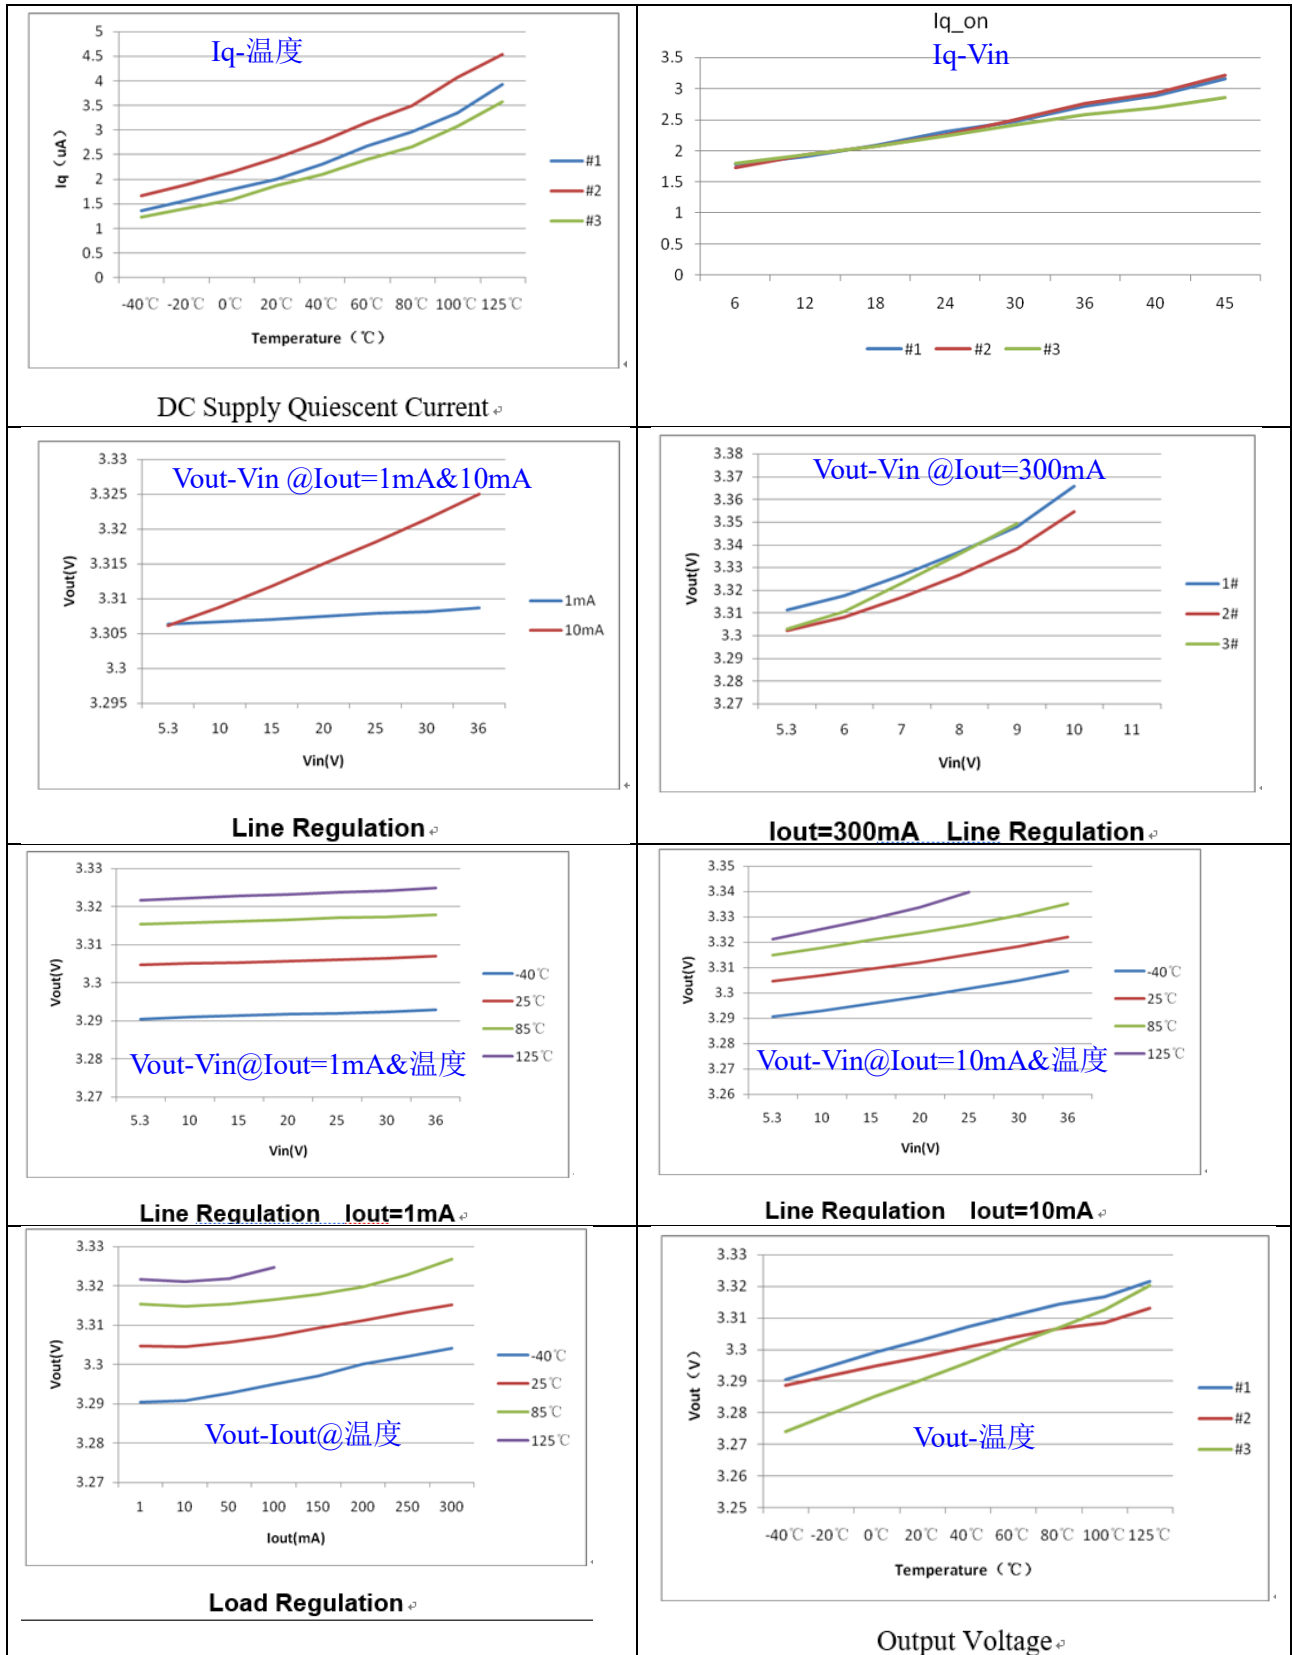 Iq-温度
5
4.5
4
3.5
3
2.5
2
1.5
1
0.5
0
Iq（uA）
-40℃ -20℃ 0℃ 20℃ 40℃ 60℃ 80℃ 100℃ 125℃
Temperature（℃）
#1
#2
#3
DC Supply Quiescent Current
Iq_on
Iq-Vin
3.5
3
2.5
2
1.5
1
0.5
0
6 12 18 24 30 36 40 45
#1 #2 #3
Vout-Vin @Iout=1mA&10mA
3.33
3.325
3.32
3.315
3.31
3.305
3.3
3.295
Vout(V)
5.3 10 15 20 25 30 36
Vin(V)
1mA
10mA
Line Regulation
Vout-Vin @Iout=300mA
3.38
3.37
3.36
3.35
3.34
3.33
3.32
3.31
3.3
3.29
3.28
3.27
Vout(V)
5.3 6 7 8 9 10 11
Vin(V)
1#
2#
3#
Iout=300mA Line Regulation
3.33
3.32
3.31
3.3
3.29
3.28
3.27
Vout(V)
Vout-Vin@Iout=1mA&温度
5.3 10 15 20 25 30 36
Vin(V)
-40℃
25℃
85℃
125℃
Line Regulation Iout=1mA
3.35
3.34
3.33
3.32
3.31
3.3
3.29
3.28
3.27
3.26
Vout(V)
Vout-Vin@Iout=10mA&温度
5.3 10 15 20 25 30 36
Vin(V)
-40℃
25℃
85℃
125℃
Line Regulation Iout=10mA
3.33
3.32
3.31
3.3
3.29
3.28
3.27
Vout(V)
Vout-Iout@温度
1 10 50 100 150 200 250 300
Iout(mA)
-40℃
25℃
85℃
125℃
Load Regulation
3.33
3.32
3.31
3.3
3.29
3.28
3.27
3.26
3.25
Vout（V）
Vout-温度
-40℃ -20℃ 0℃ 20℃ 40℃ 60℃ 80℃ 100℃ 125℃
Temperature（℃）
#1
#2
#3
Output Voltage